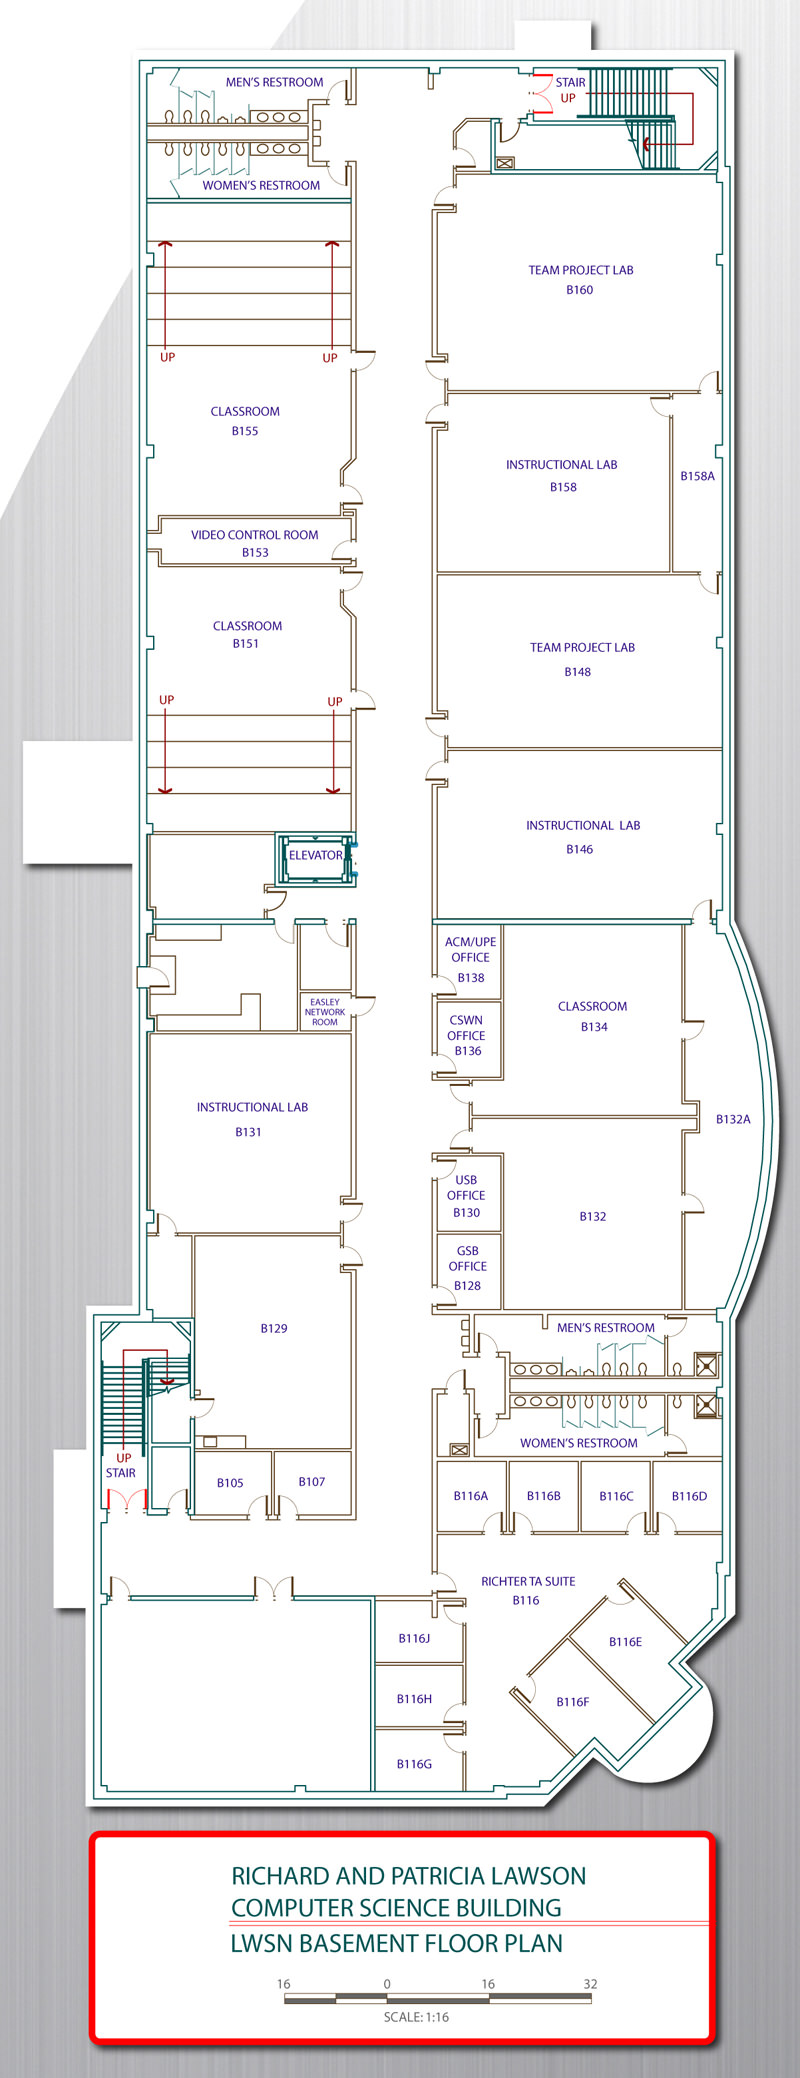 MEN'S RESTROOM
STAIR
UP
WOMEN'S RESTROOM
TEAM PROJECT LAB
B160
UP
UP
CLASSROOM
B155
INSTRUCTIONAL LAB
B158
B158A
VIDEO CONTROL ROOM
B153
CLASSROOM
B151
TEAM PROJECT LAB
B148
UP
UP
INSTRUCTIONAL LAB
B146
ELEVATOR
ACM/UPE
OFFICE
B138
EASLEY
NETWORK
ROOM
CLASSROOM
B134
CSWN
OFFICE
B136
INSTRUCTIONAL LAB
B131
B132A
USB
OFFICE
B130
B132
GSB
OFFICE
B128
B129
MEN'S RESTROOM
WOMEN'S RESTROOM
UP
STAIR
B105
B107
B116A
B116B
B116C
B116D
RICHTER TA SUITE
B116
B116J
B116E
B116H
B116F
B116G
RICHARD AND PATRICIA LAWSON
COMPUTER SCIENCE BUILDING
LWSN BASEMENT FLOOR PLAN
16 0 16 32
SCALE: 1:16